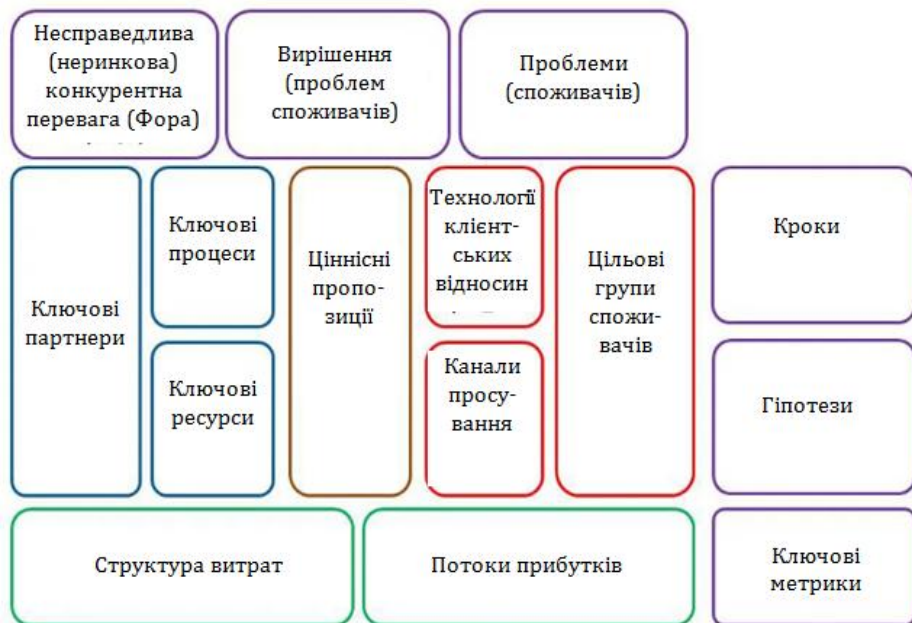 Несправедлива
(неринкова)
конкурентна
перевага (Фора)
Вирішення
(проблем
споживачів)
Проблеми
(споживачів)
Ключові
партнери
Ключові
процеси
Ключові
ресурси
Ціннісні
пропо-
зиції
Технології
клієнт-
ських
відносин
Канали
просу-
вання
Цільові
групи
спожи-
вачів
Кроки
Гіпотези
Структура витрат
Потоки прибутків
Ключові
метрики